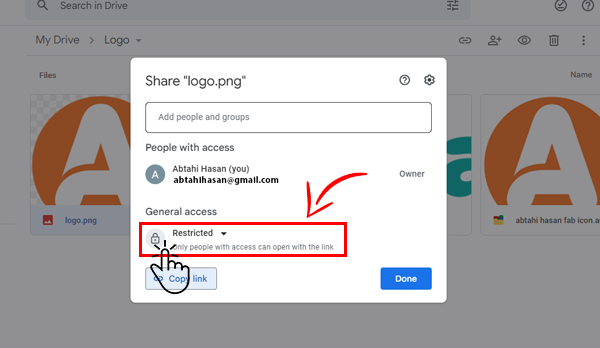 Search in Drive
My Drive > Logo
Files
Name
Share "logo.png"
Add people and groups
People with access
A
Abtahi Hasan (you)
abtahihasan@gmail.com
Owner
General access
Restricted
Only people with access can open with the link
Copy link
Done
logo.png
abtahi hasan fab icon.